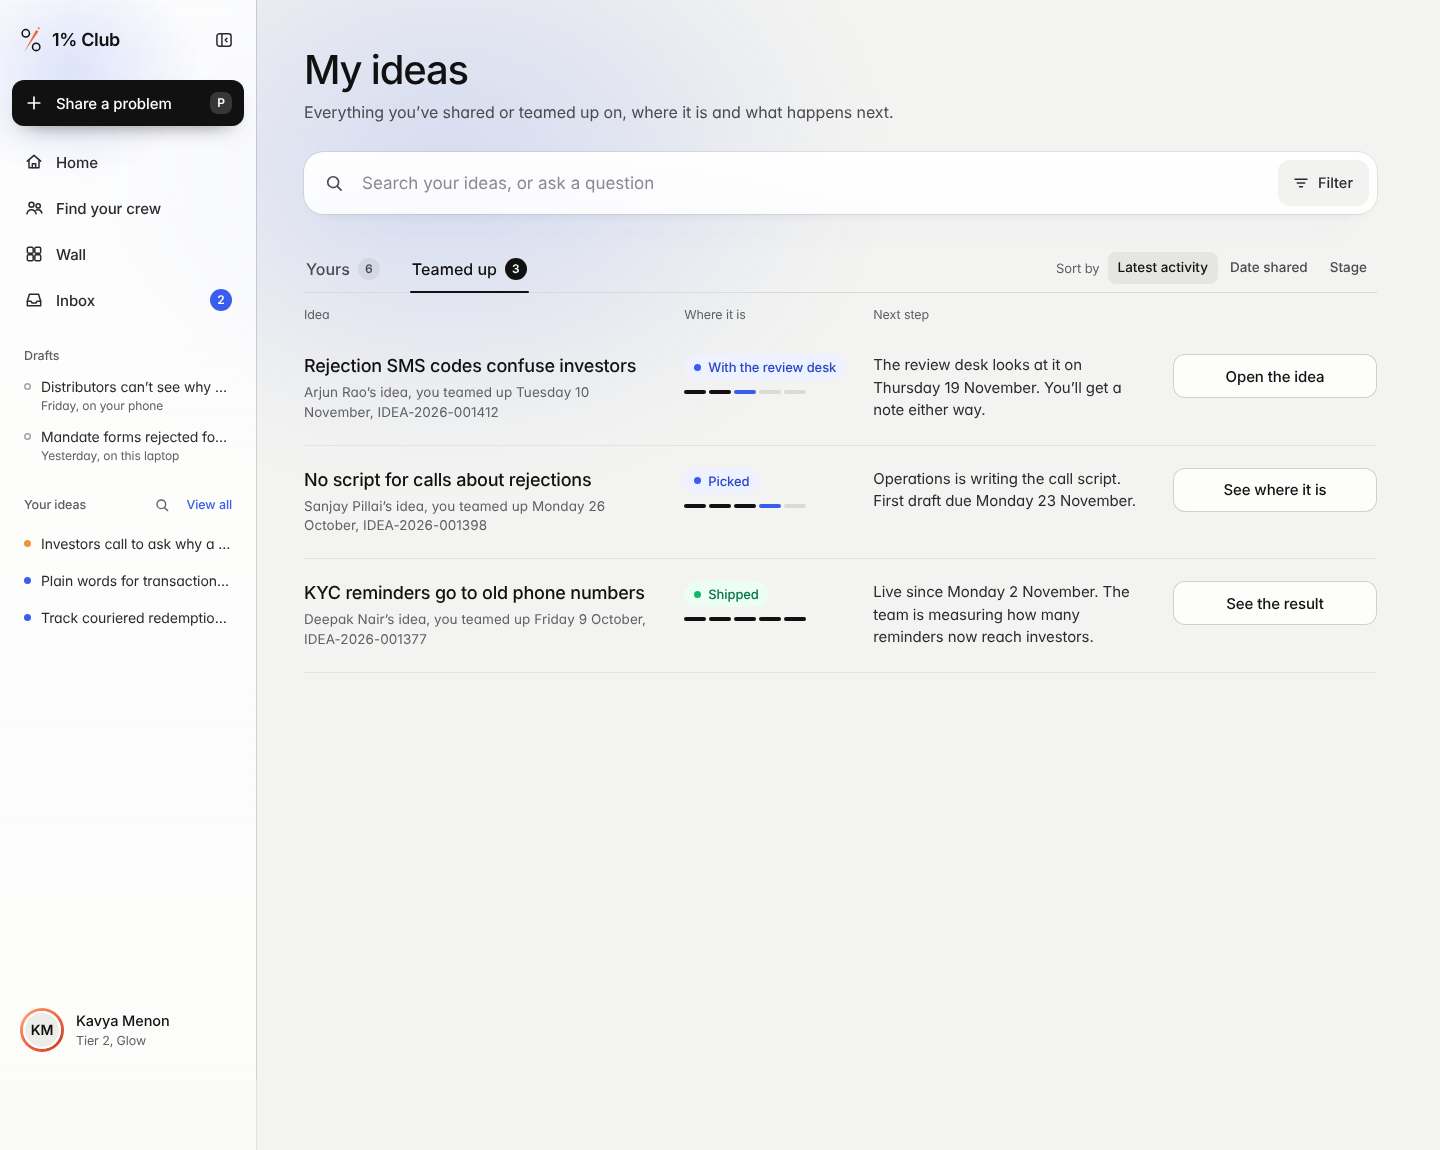 1% Club
Share a problem P
Home
Find your crew
Wall
Inbox 2
Drafts
Distributors can’t see why ...
Friday, on your phone
Mandate forms rejected fo...
Yesterday, on this laptop
Your ideas View all
Investors call to ask why a ...
Plain words for transaction...
Track couriered redemptio...
KM
Kavya Menon
Tier 2, Glow
My ideas
Everything you’ve shared or teamed up on, where it is and what happens next.
Search your ideas, or ask a question
Filter
Yours 6 Teamed up 3
Sort by Latest activity Date shared Stage
Idea Where it is Next step
Rejection SMS codes confuse investors
Arjun Rao’s idea, you teamed up Tuesday 10
November, IDEA-2026-001412
With the review desk
The review desk looks at it on
Thursday 19 November. You’ll get a
note either way.
Open the idea
No script for calls about rejections
Sanjay Pillai’s idea, you teamed up Monday 26
October, IDEA-2026-001398
Picked
Operations is writing the call script.
First draft due Monday 23 November.
See where it is
KYC reminders go to old phone numbers
Deepak Nair’s idea, you teamed up Friday 9 October,
IDEA-2026-001377
Shipped
Live since Monday 2 November. The
team is measuring how many
reminders now reach investors.
See the result